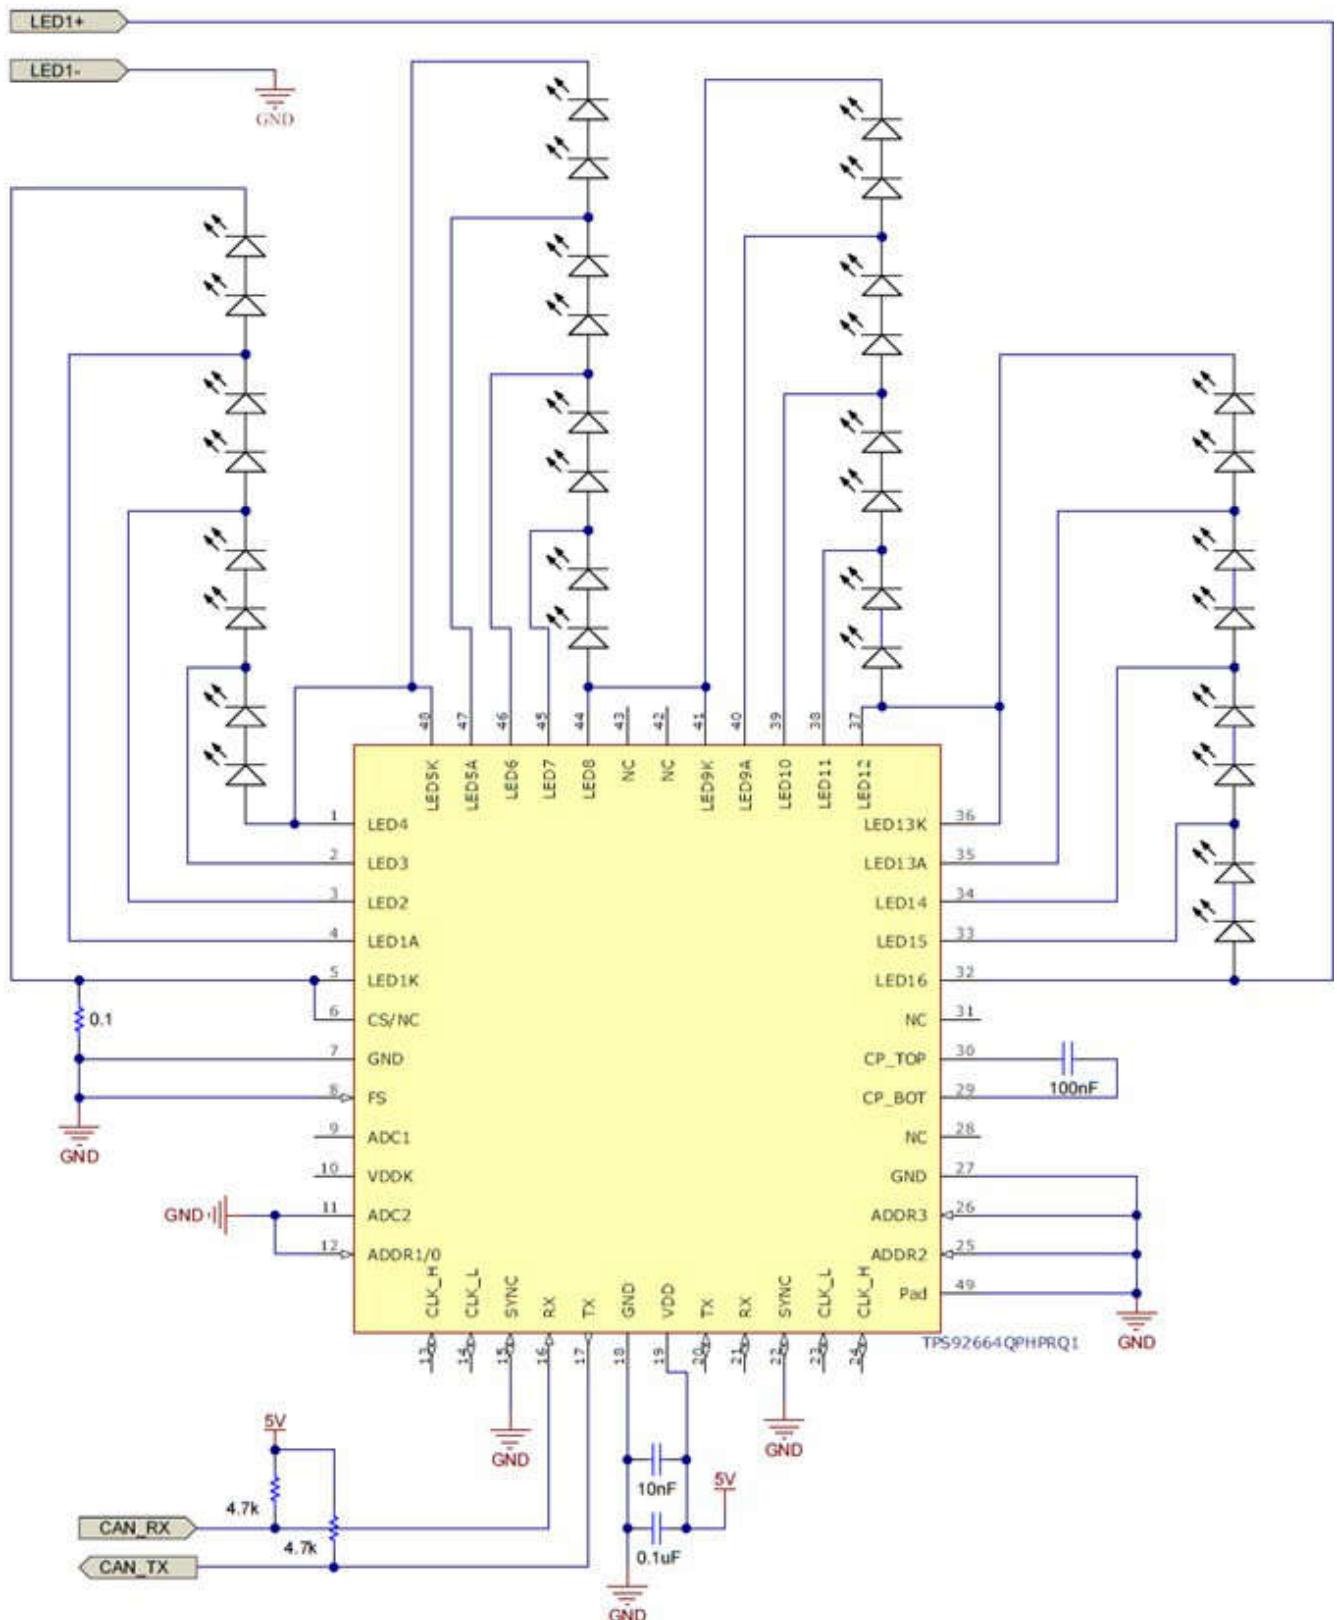 LED1+
LED1-
GND
48
47
46
45
44
43
42
41
40
39
38
37
LED5K
LED5A
LED6
LED7
LED8
NC
NC
LED9K
LED9A
LED10
LED11
LED12
1 LED4
2 LED3
3 LED2
4 LED1A
5 LED1K
6 CS/NC
7 GND
8 FS
9 ADC1
10 VDDK
11 ADC2
12 ADDR1/0
0.1
GND
GND
LED13K 36
LED13A 35
LED14 34
LED15 33
LED16 32
NC 31
CP_TOP 30
CP_BOT 29
NC 28
GND 27
ADDR3 26
ADDR2 25
Pad 49
100nF
GND
CLK_H
CLK_L
SYNC
RX
TX
GND
VDD
TX
RX
SYNC
CLK_L
CLK_H
TPS92664QPHPRQ1
13
14
15
16
17
18
19
20
21
22
23
24
GND
GND
5V
4.7k
CAN_RX
4.7k
CAN_TX
10nF
5V
0.1uF
GND